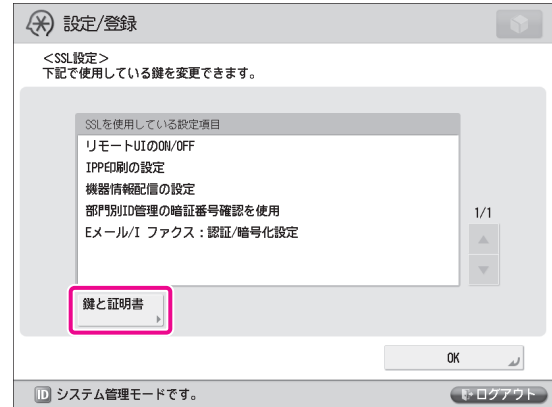 設定/登録
<SSL設定>
下記で使用している鍵を変更できます。
SSLを使用している設定項目
リモートUIのON/OFF
IPP印刷の設定
機器情報配信の設定
部門別ID管理の暗証番号確認を使用
Eメール/I ファクス：認証/暗号化設定
1/1
鍵と証明書
OK
ID システム管理モードです。
ログアウト